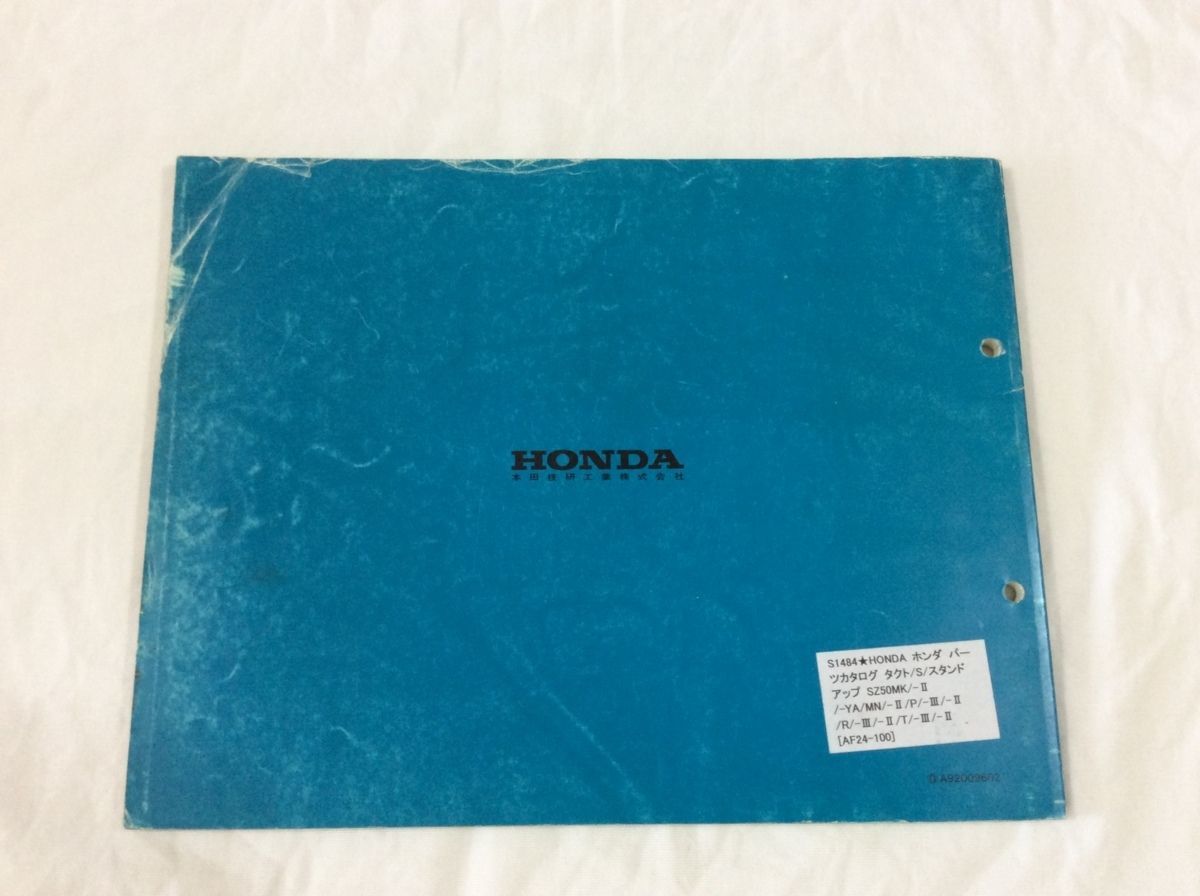 HONDA
本田技研工業株式会社
S1484★HONDA ホンダ パー
ツカタログ タクト/S/スタンド
アップ SZ50MK/-Ⅱ
/-YA/MN/-Ⅱ/P/-Ⅲ/-Ⅱ
/R/-Ⅲ/-Ⅱ/T/-Ⅲ/-Ⅱ
[AF24-100]
A92009602